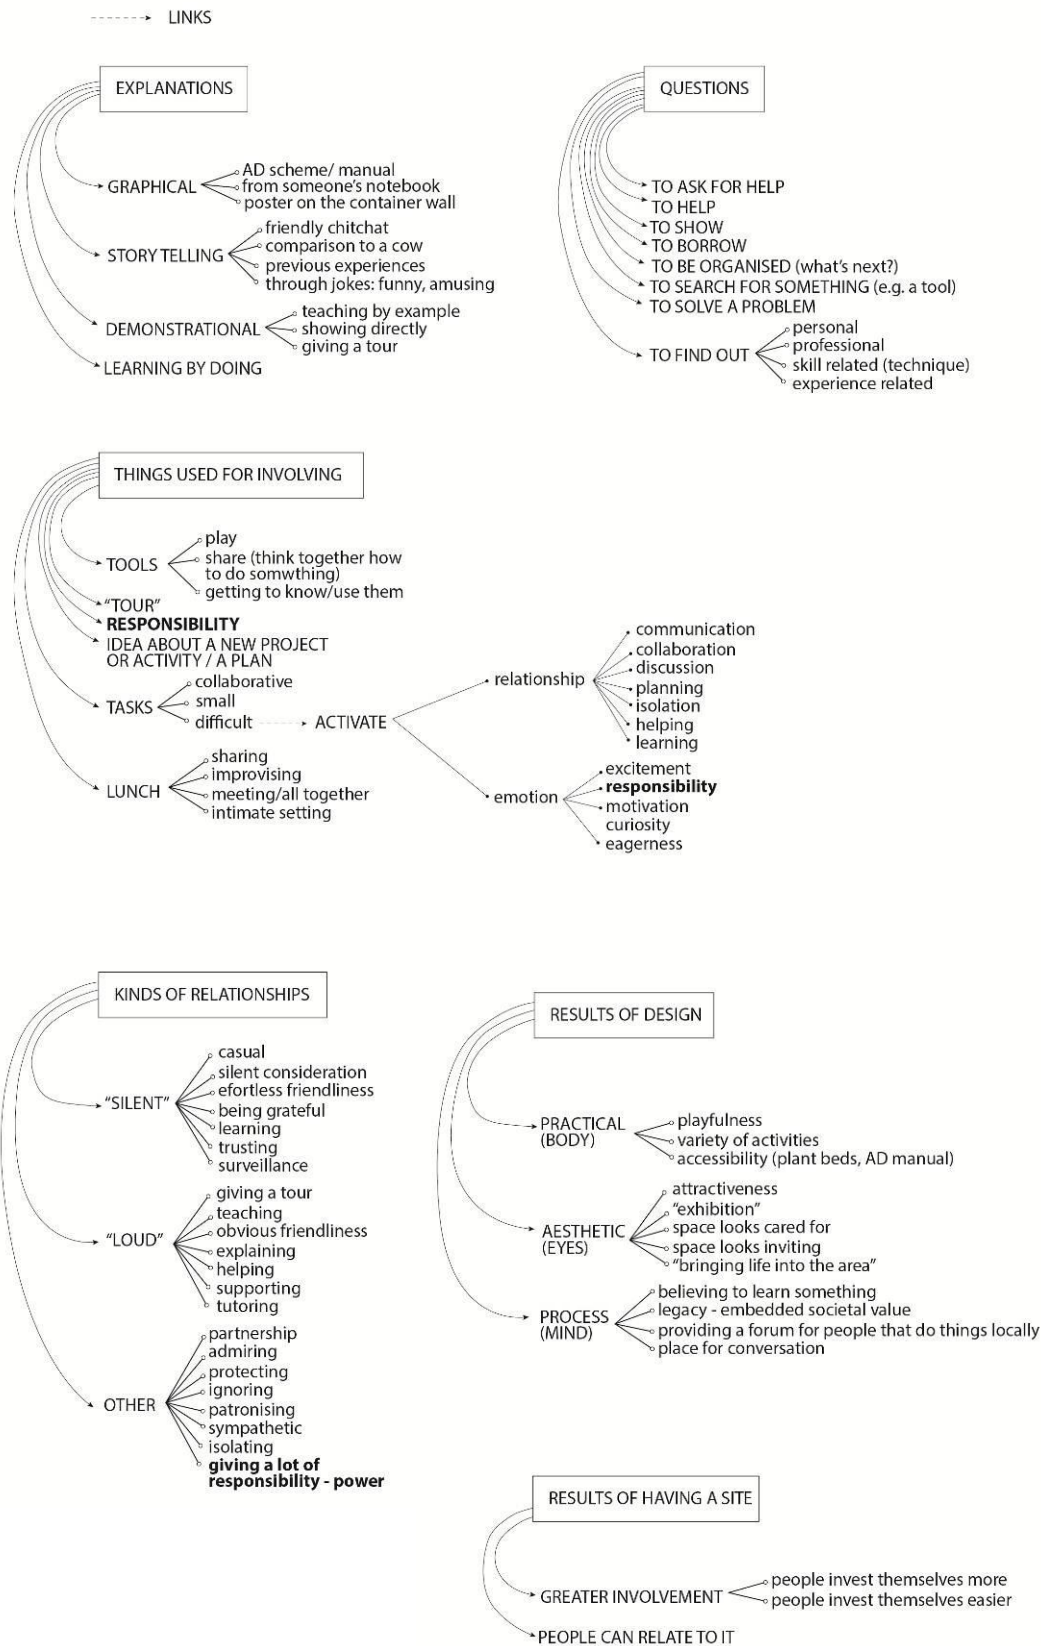 LINKS
EXPLANATIONS
GRAPHICAL
AD scheme/ manual
from someone's notebook
poster on the container wall
STORY TELLING
friendly chitchat
comparison to a cow
previous experiences
through jokes: funny, amusing
DEMONSTRATIONAL
teaching by example
showing directly
giving a tour
LEARNING BY DOING
QUESTIONS
TO ASK FOR HELP
TO HELP
TO SHOW
TO BORROW
TO BE ORGANISED (what's next?)
TO SEARCH FOR SOMETHING (e.g. a tool)
TO SOLVE A PROBLEM
TO FIND OUT
personal
professional
skill related (technique)
experience related
THINGS USED FOR INVOLVING
TOOLS
play
share (think together how
to do somwthing)
getting to know/use them
"TOUR"
RESPONSIBILITY
IDEA ABOUT A NEW PROJECT
OR ACTIVITY / A PLAN
TASKS
collaborative
small
difficult
ACTIVATE
relationship
communication
collaboration
discussion
planning
isolation
helping
learning
emotion
excitement
responsibility
motivation
curiosity
eagerness
LUNCH
sharing
improvising
meeting/all together
intimate setting
KINDS OF RELATIONSHIPS
"SILENT"
casual
silent consideration
efortless friendliness
being grateful
learning
trusting
surveillance
"LOUD"
giving a tour
teaching
obvious friendliness
explaining
helping
supporting
tutoring
OTHER
partnership
admiring
protecting
ignoring
patronising
sympathetic
isolating
giving a lot of
responsibility - power
RESULTS OF DESIGN
PRACTICAL
(BODY)
playfulness
variety of activities
accessibility (plant beds, AD manual)
AESTHETIC
(EYES)
attractiveness
"exhibition"
space looks cared for
space looks inviting
"bringing life into the area"
PROCESS
(MIND)
believing to learn something
legacy - embedded societal value
providing a forum for people that do things locally
place for conversation
RESULTS OF HAVING A SITE
GREATER INVOLVEMENT
people invest themselves more
people invest themselves easier
PEOPLE CAN RELATE TO IT